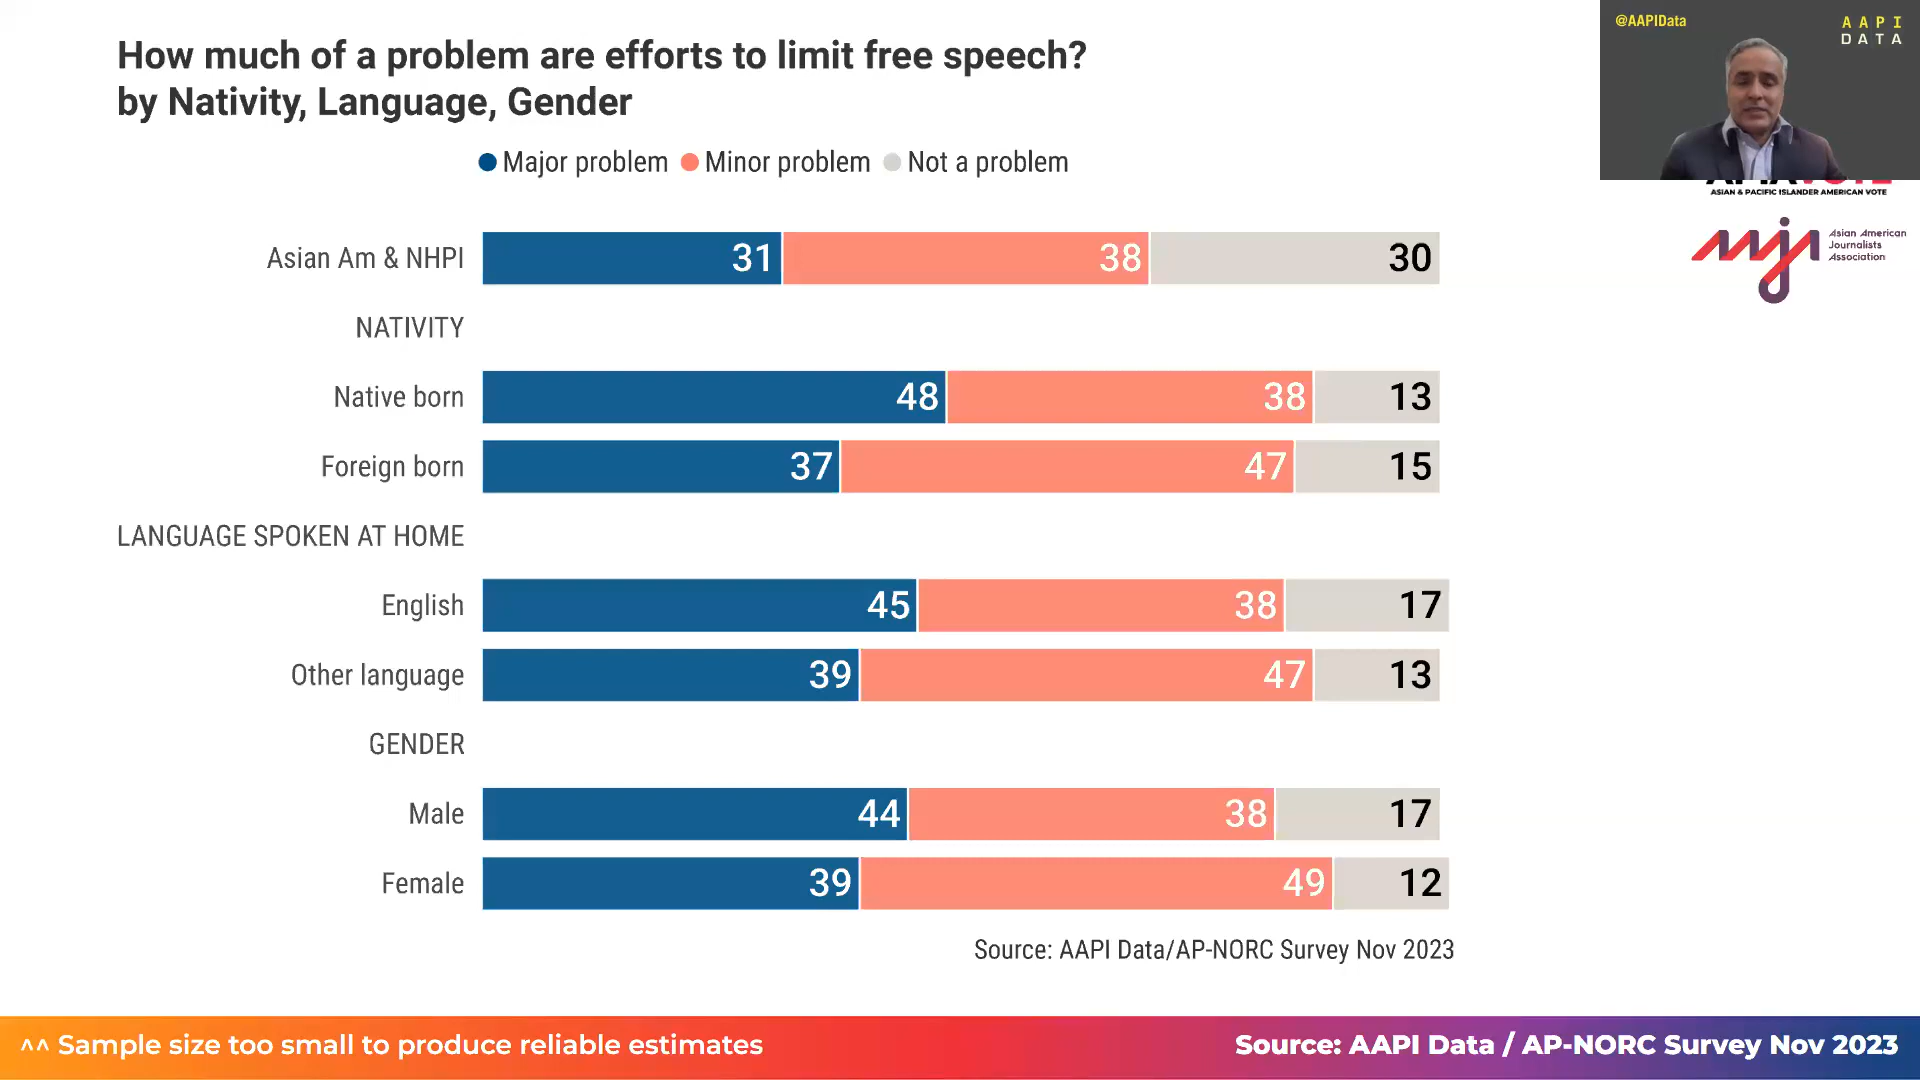 How much of a problem are efforts to limit free speech?
by Nativity, Language, Gender
Major problem Minor problem Not a problem
Asian Am & NHPI 31 38 30
NATIVITY
Native born 48 38 13
Foreign born 37 47 15
LANGUAGE SPOKEN AT HOME
English 45 38 17
Other language 39 47 13
GENDER
Male 44 38 17
Female 39 49 12
Source: AAPI Data/AP-NORC Survey Nov 2023
@AAPIData
AAPI
DATA
ASIAN & PACIFIC ISLANDER AMERICAN VOTE
Asian American
Journalists
Association
^^ Sample size too small to produce reliable estimates
Source: AAPI Data / AP-NORC Survey Nov 2023